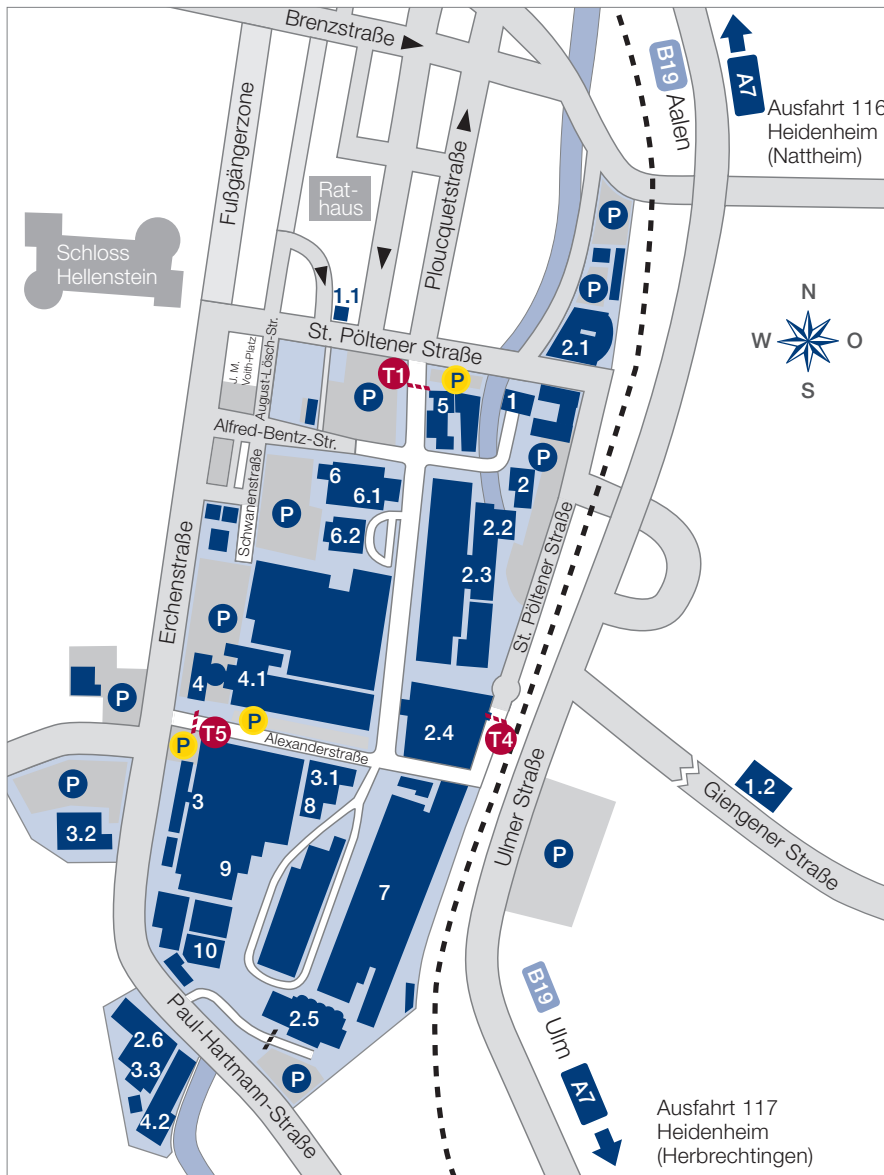 Brenzstraße
B19 Aalen
A7
Ausfahrt 116
Heidenheim
(Nattheim)
Fußgängerzone
Rat-
haus
Ploucquetstraße
P
Schloss
Hellenstein
P
1.1
N
W
O
S
St. Pöltener Straße
2.1
J. M.
Voith-Platz
August-Lösch-Str.
T1
P
P
5
1
Alfred-Bentz-Str.
P
6
6.1
2
Schwanenstraße
P
6.2
2.2
2.3
St. Pöltener Straße
Erchenstraße
P
4
4.1
P
P
T5
P
Alexanderstraße
2.4
T4
P
3.2
3
3.1
8
9
7
10
Ulmer Straße
P
1.2
Giengener Straße
2.5
P
2.6
3.3
4.2
Paul-Hartmann-Straße
B19 Ulm
A7
Ausfahrt 117
Heidenheim
(Herbrechtingen)